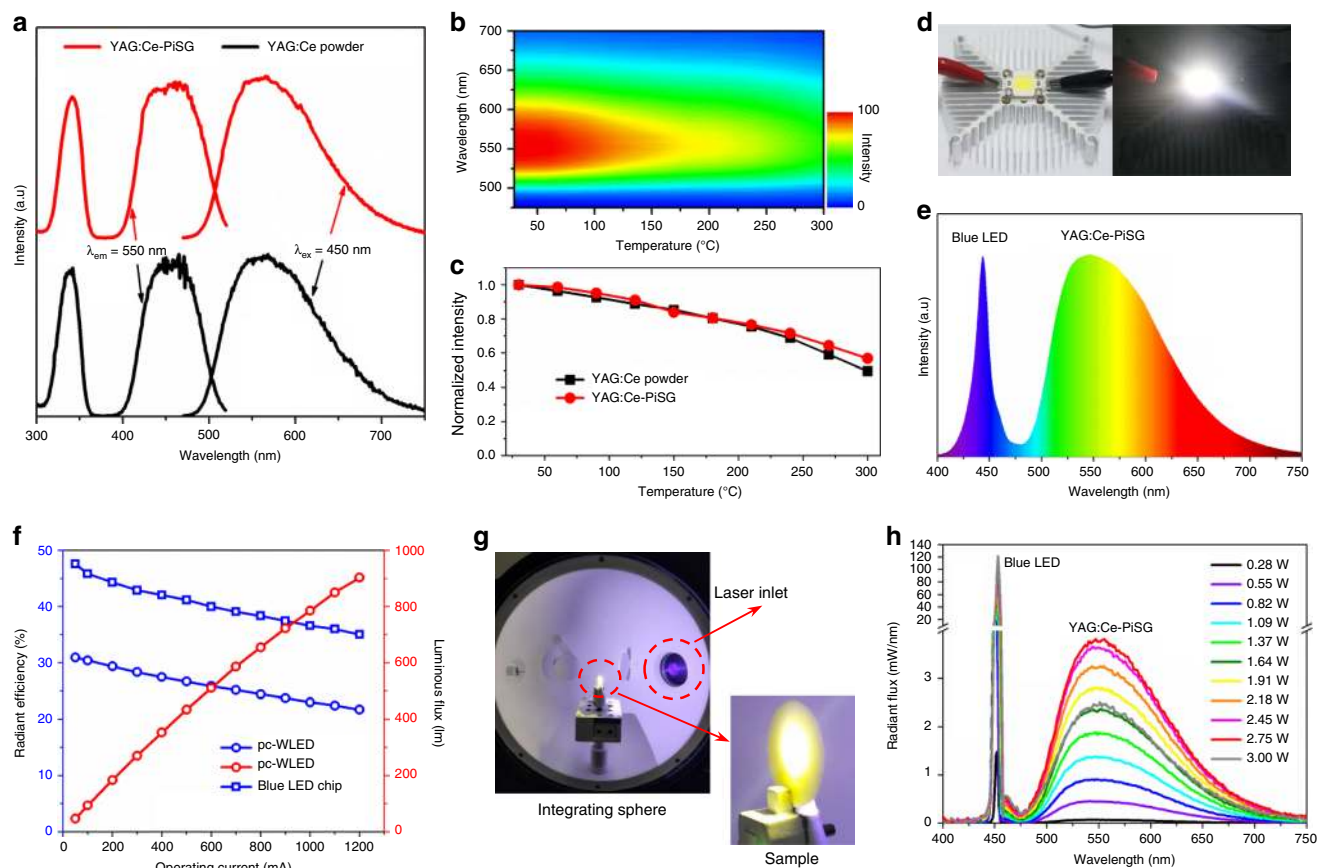 a
YAG:Ce-PiSG
YAG:Ce powder
Intensity (a.u)
λem = 550 nm
λex = 450 nm
300 400 500 600 700
Wavelength (nm)
b
Wavelength (nm)
700
650
600
550
500
50 100 150 200 250 300
Temperature (°C)
100
Intensity
0
c
Normalized intensity
1.0
0.8
0.6
0.4
0.2
0.0
YAG:Ce powder
YAG:Ce-PiSG
60 120 180 240 300
Temperature (°C)
d
e
Blue LED
YAG:Ce-PiSG
Intensity (a.u)
400 450 500 550 600 650 700 750
Wavelength (nm)
f
Radiant efficiency (%)
50
40
30
20
10
0
1000
800
600
400
200
0
Luminous flux (lm)
pc-WLED
pc-WLED
Blue LED chip
0 200 400 600 800 1000 1200
Operating current (mA)
g
Laser inlet
Integrating sphere
Sample
h
Radiant flux (mW/nm)
140
120
100
80
60
40
20
3
2
1
0
Blue LED
YAG:Ce-PiSG
0.28 W
0.55 W
0.82 W
1.09 W
1.37 W
1.64 W
1.91 W
2.18 W
2.45 W
2.75 W
3.00 W
400 450 500 550 600 650 700 750
Wavelength (nm)